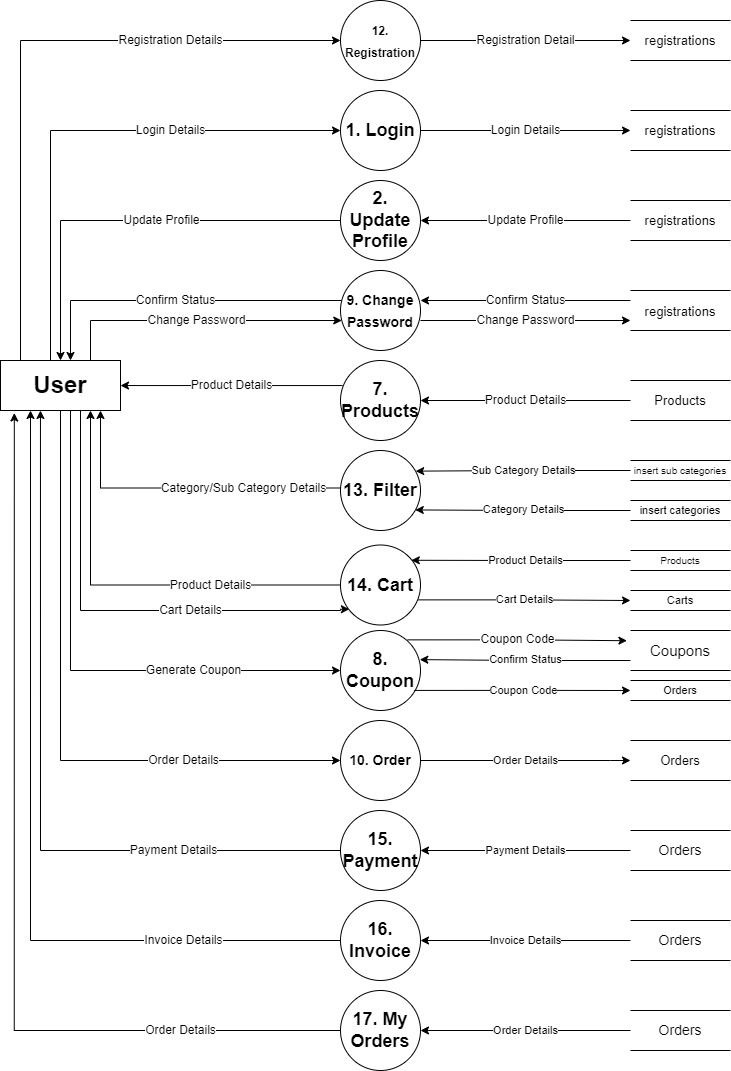 12.
Registration Details
Registration
Registration Detail
registrations
Login Details
1. Login
Login Details
registrations
2.
Update Profile
Update
Update Profile
registrations
Profile
Confirm Status
9. Change
Confirm Status
registrations
Change Password
Password
Change Password
User
Product Details
7.
Products
Product Details
Products
Category/Sub Category Details
13. Filter
Sub Category Details
insert sub categories
Category Details
insert categories
Product Details
14. Cart
Product Details
Products
Cart Details
Cart Details
Carts
Generate Coupon
8.
Coupon
Coupon Code
Coupons
Confirm Status
Coupon Code
Orders
Order Details
10. Order
Order Details
Orders
Payment Details
15.
Payment
Payment Details
Orders
Invoice Details
16.
Invoice
Invoice Details
Orders
Order Details
17. My
Orders
Order Details
Orders